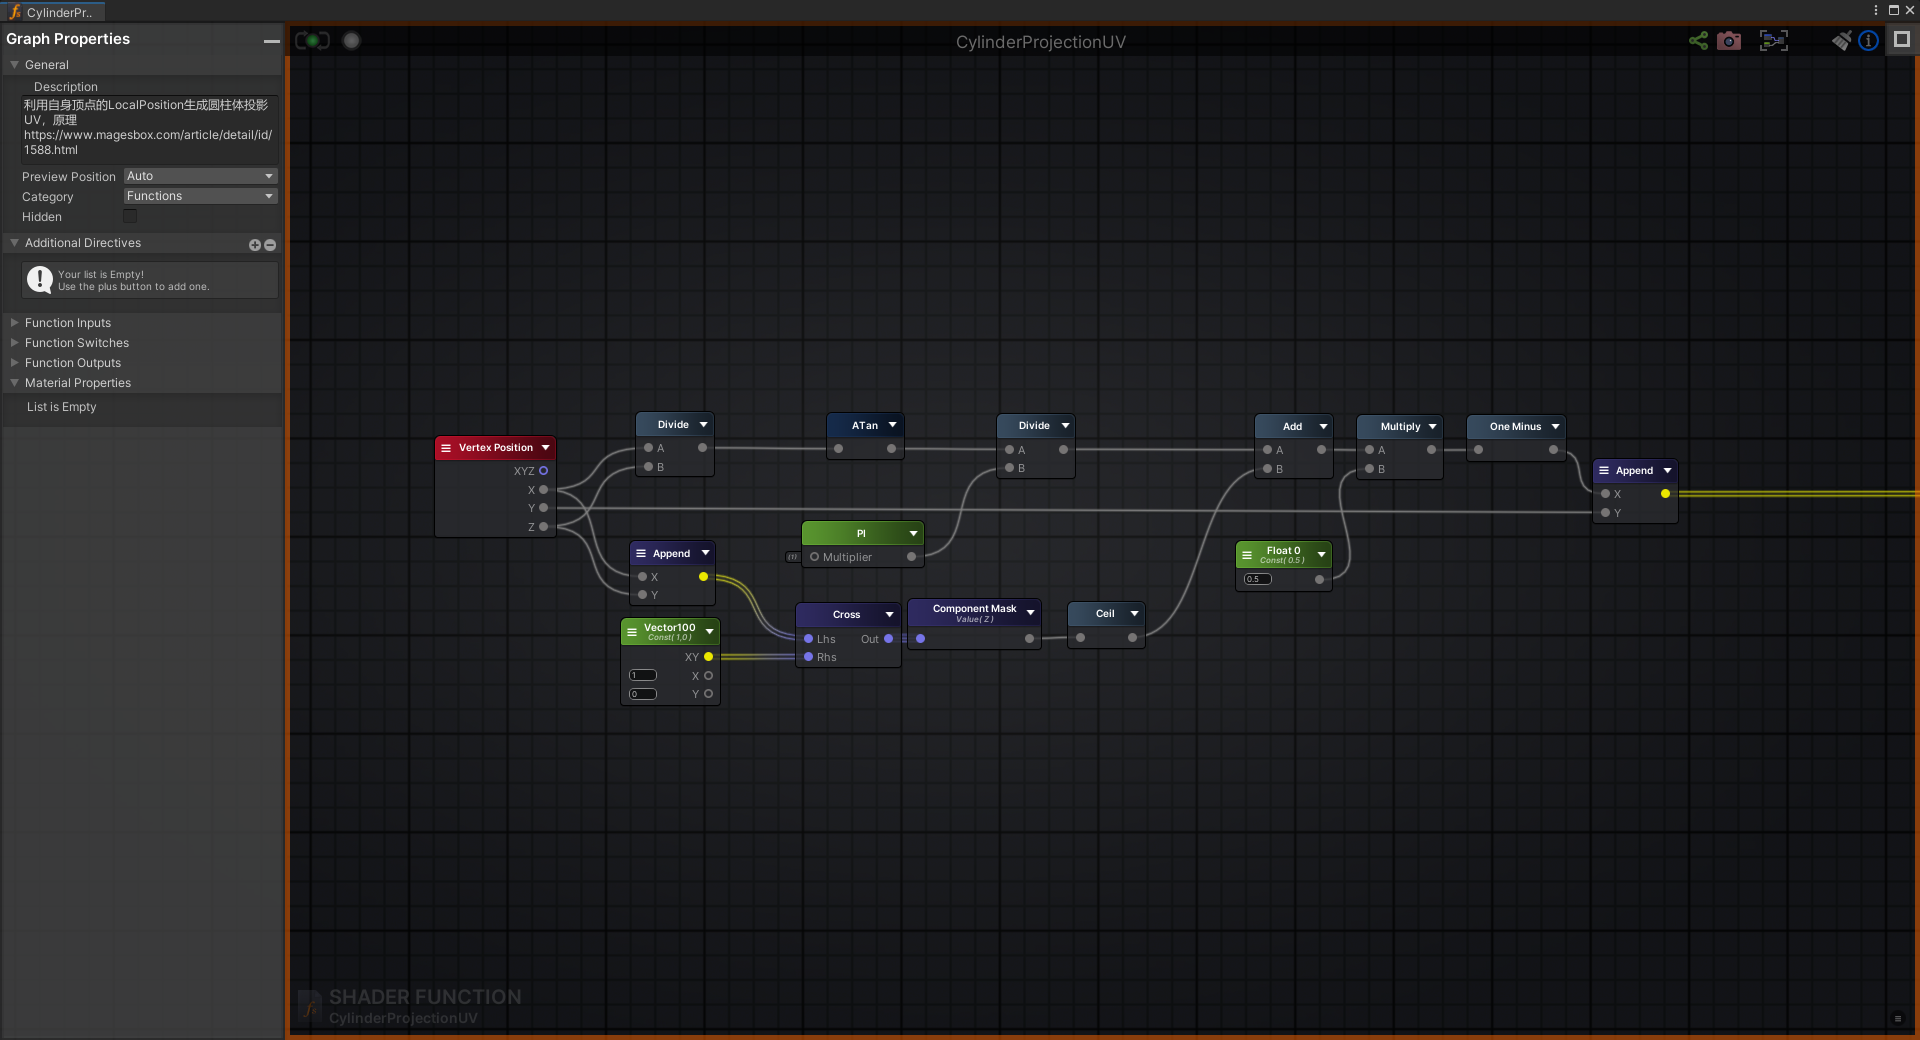 CylinderPr..
Graph Properties
CylinderProjectionUV
General
Description
利用自身顶点的LocalPosition生成圆柱体投影
UV，原理
https://www.magesbox.com/article/detail/id/
1588.html
Preview Position Auto
Category Functions
Hidden
Additional Directives
Your list is Empty!
Use the plus button to add one.
Function Inputs
Function Switches
Function Outputs
Material Properties
List is Empty
Vertex Position
XYZ
X
Y
Z
Divide
A
B
ATan
Divide
A
B
Add
A
B
Multiply
A
B
One Minus
Append
X
Y
PI
Multiplier
Float 0
Const( 0.5 )
0.5
Append
X
Y
Vector100
Const( 1,0 )
XY
1 X
0 Y
Cross
Lhs Out
Rhs
Component Mask
Value( Z )
Ceil
SHADER FUNCTION
CylinderProjectionUV